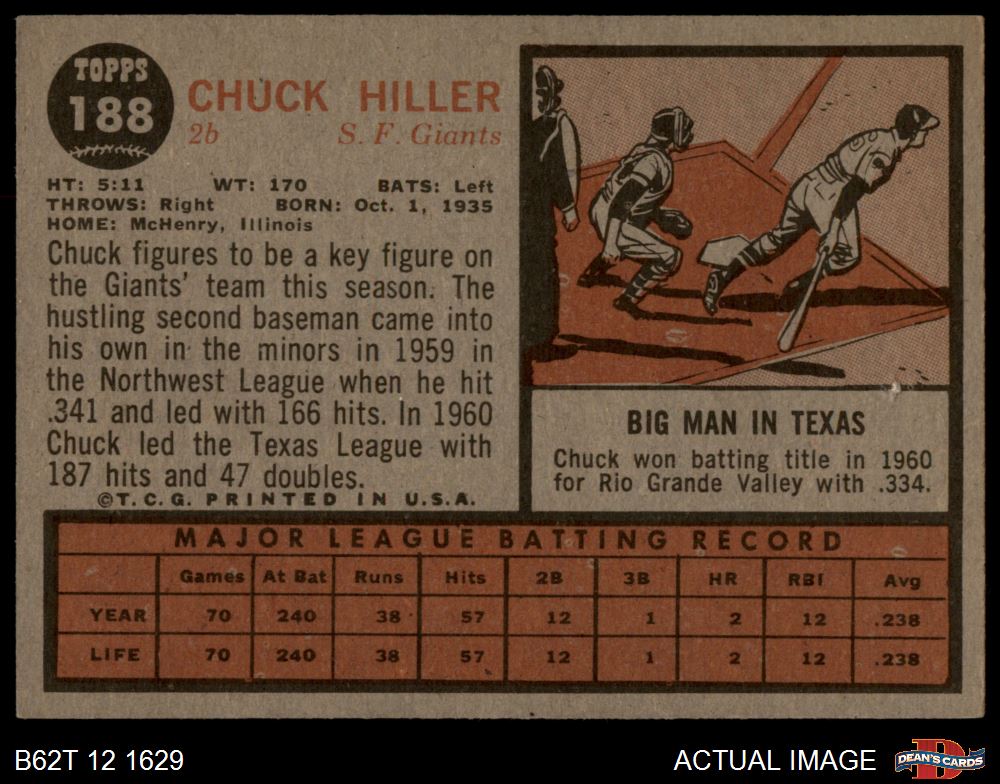 TOPPS
188
CHUCK HILLER
2b S. F. Giants
HT: 5:11 WT: 170 BATS: Left
THROWS: Right BORN: Oct. 1, 1935
HOME: McHenry, Illinois
Chuck figures to be a key figure on
the Giants' team this season. The
hustling second baseman came into
his own in the minors in 1959 in
the Northwest League when he hit
.341 and led with 166 hits. In 1960
Chuck led the Texas League with
187 hits and 47 doubles.
©T.C.G. PRINTED IN U.S.A.
BIG MAN IN TEXAS
Chuck won batting title in 1960
for Rio Grande Valley with .334.
MAJOR LEAGUE BATTING RECORD
Games At Bat Runs Hits 2B 3B HR RBI Avg
YEAR 70 240 38 57 12 1 2 12 .238
LIFE 70 240 38 57 12 1 2 12 .238
B62T 12 1629 ACTUAL IMAGE DEAN'S CARDS